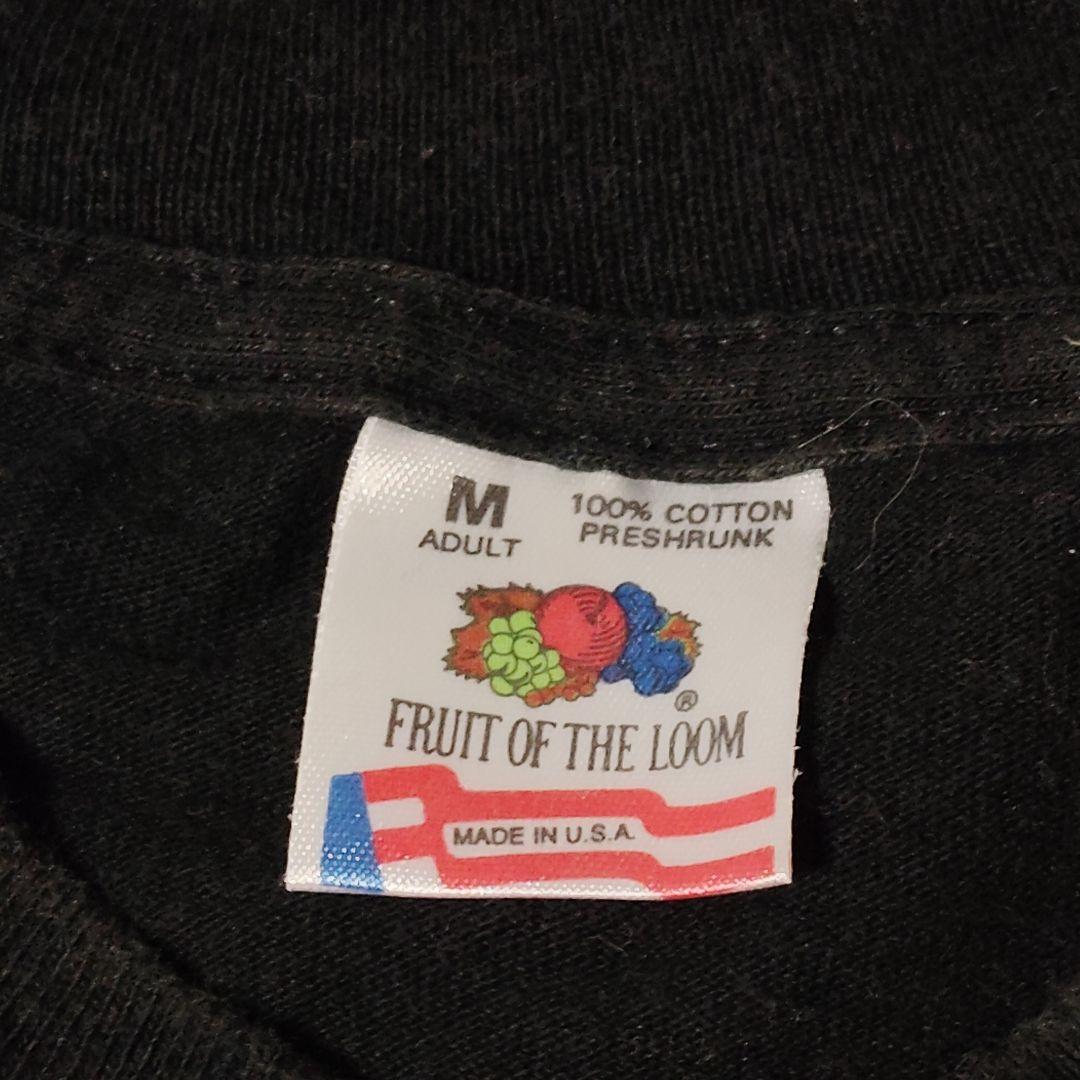 M
ADULT
100% COTTON
PRESHRUNK
®
FRUIT OF THE LOOM
MADE IN U.S.A.